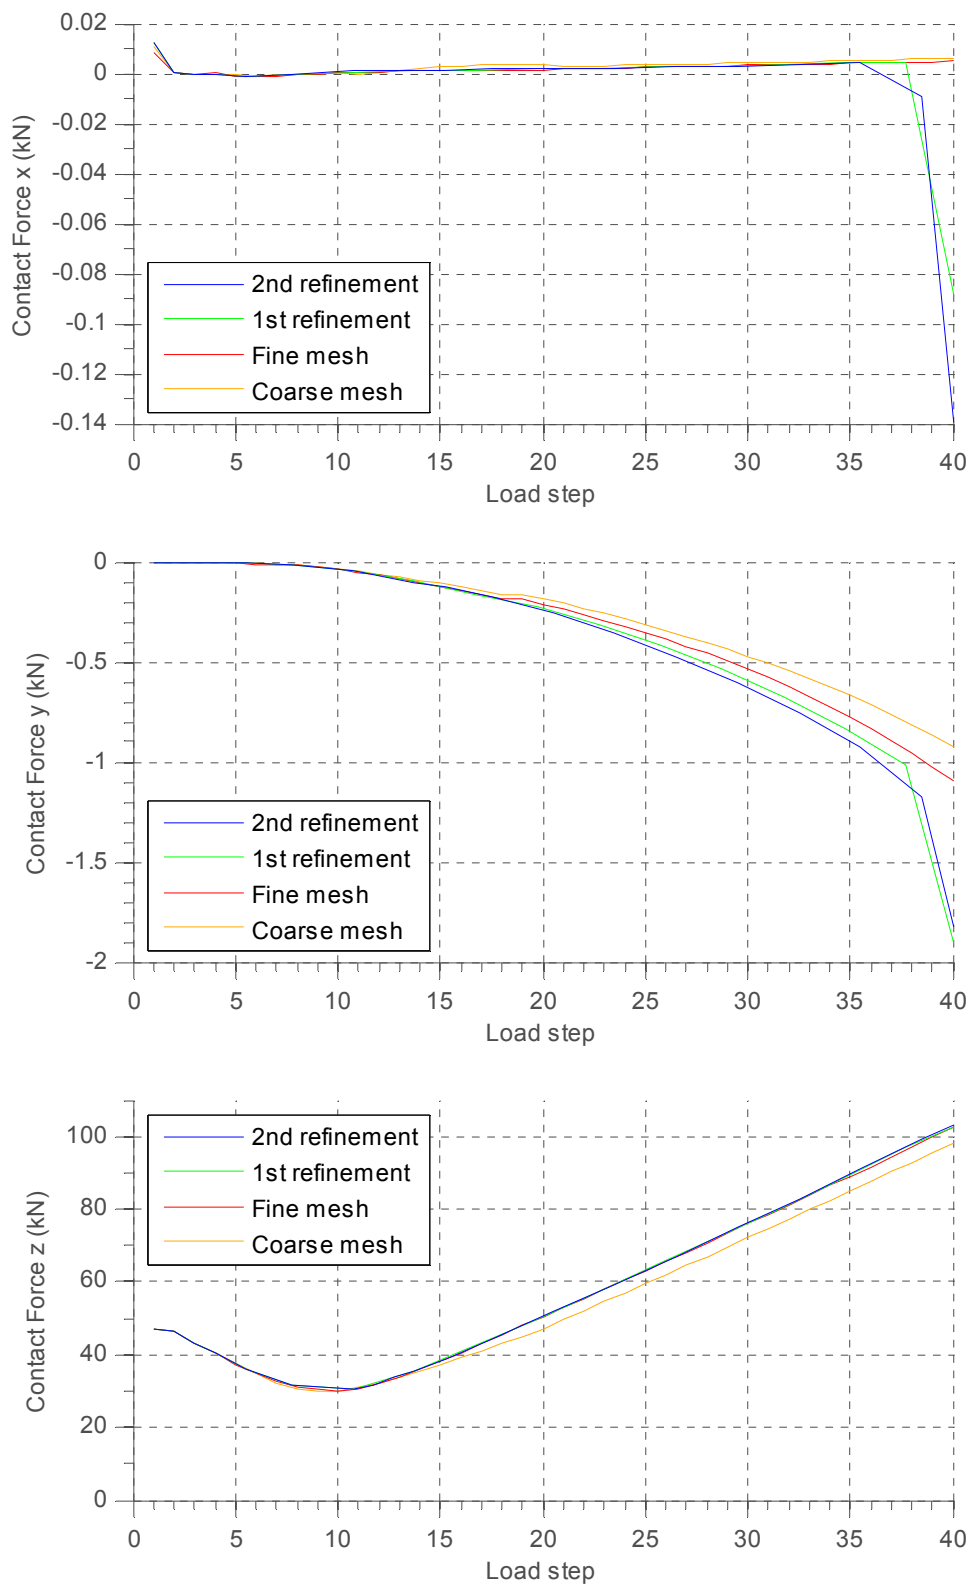 0.02
0
-0.02
-0.04
-0.06
-0.08
-0.1
-0.12
-0.14
Contact Force x (kN)
2nd refinement
1st refinement
Fine mesh
Coarse mesh
0 5 10 15 20 25 30 35 40
Load step
0
-0.5
-1
-1.5
-2
Contact Force y (kN)
2nd refinement
1st refinement
Fine mesh
Coarse mesh
0 5 10 15 20 25 30 35 40
Load step
100
80
60
40
20
0
Contact Force z (kN)
2nd refinement
1st refinement
Fine mesh
Coarse mesh
0 5 10 15 20 25 30 35 40
Load step